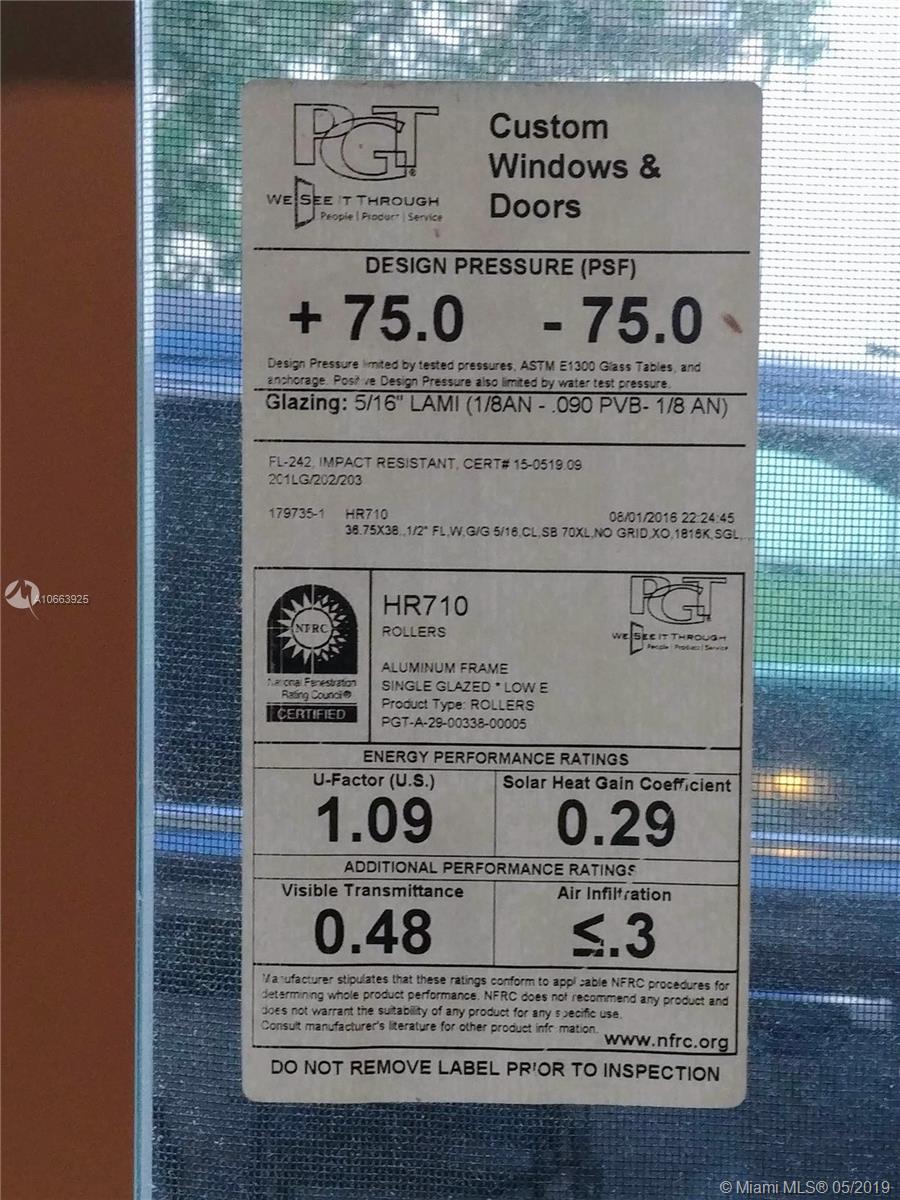 PGT®
WE SEE IT THROUGH
People | Product | Service
Custom
Windows &
Doors
DESIGN PRESSURE (PSF)
+ 75.0 - 75.0
Design Pressure limited by tested pressures, ASTM E1300 Glass Tables, and
anchorage. Positive Design Pressure also limited by water test pressure.
Glazing: 5/16" LAMI (1/8AN - .090 PVB- 1/8 AN)
FL-242, IMPACT RESISTANT, CERT# 15-0519.09
201LG/202/203
179735-1 HR710 08/01/2016 22:24:45
36.75X38.,1/2" FL,W,G/G 5/16,CL,SB 70XL,NO GRID,XO,1816K,SGL,...
NFRC
National Fenestration
Rating Council®
CERTIFIED
HR710
ROLLERS
PGT
WE SEE IT THROUGH
People | Product | Service
ALUMINUM FRAME
SINGLE GLAZED * LOW E
Product Type: ROLLERS
PGT-A-29-00338-00005
ENERGY PERFORMANCE RATINGS
U-Factor (U.S.) Solar Heat Gain Coefficient
1.09 0.29
ADDITIONAL PERFORMANCE RATINGS
Visible Transmittance Air Infiltration
0.48 ≤.3
Manufacturer stipulates that these ratings conform to applicable NFRC procedures for
determining whole product performance. NFRC does not recommend any product and
does not warrant the suitability of any product for any specific use.
Consult manufacturer's literature for other product information.
www.nfrc.org
DO NOT REMOVE LABEL PRIOR TO INSPECTION
A10663925
© Miami MLS® 05/2019